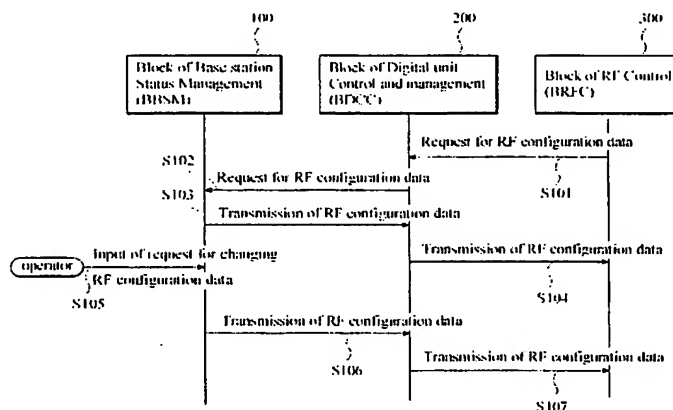 100
200
300
Block of Base station
Status Management
(BBSM)
Block of Digital unit
Control and management
(BDCC)
Block of RF Control
(BRFC)
Request for RF configuration data
S101
S102
Request for RF configuration data
S103
Transmission of RF configuration data
Transmission of RF configuration data
S104
operator
Input of request for changing
RF configuration data
S105
Transmission of RF configuration data
S106
Transmission of RF configuration data
S107